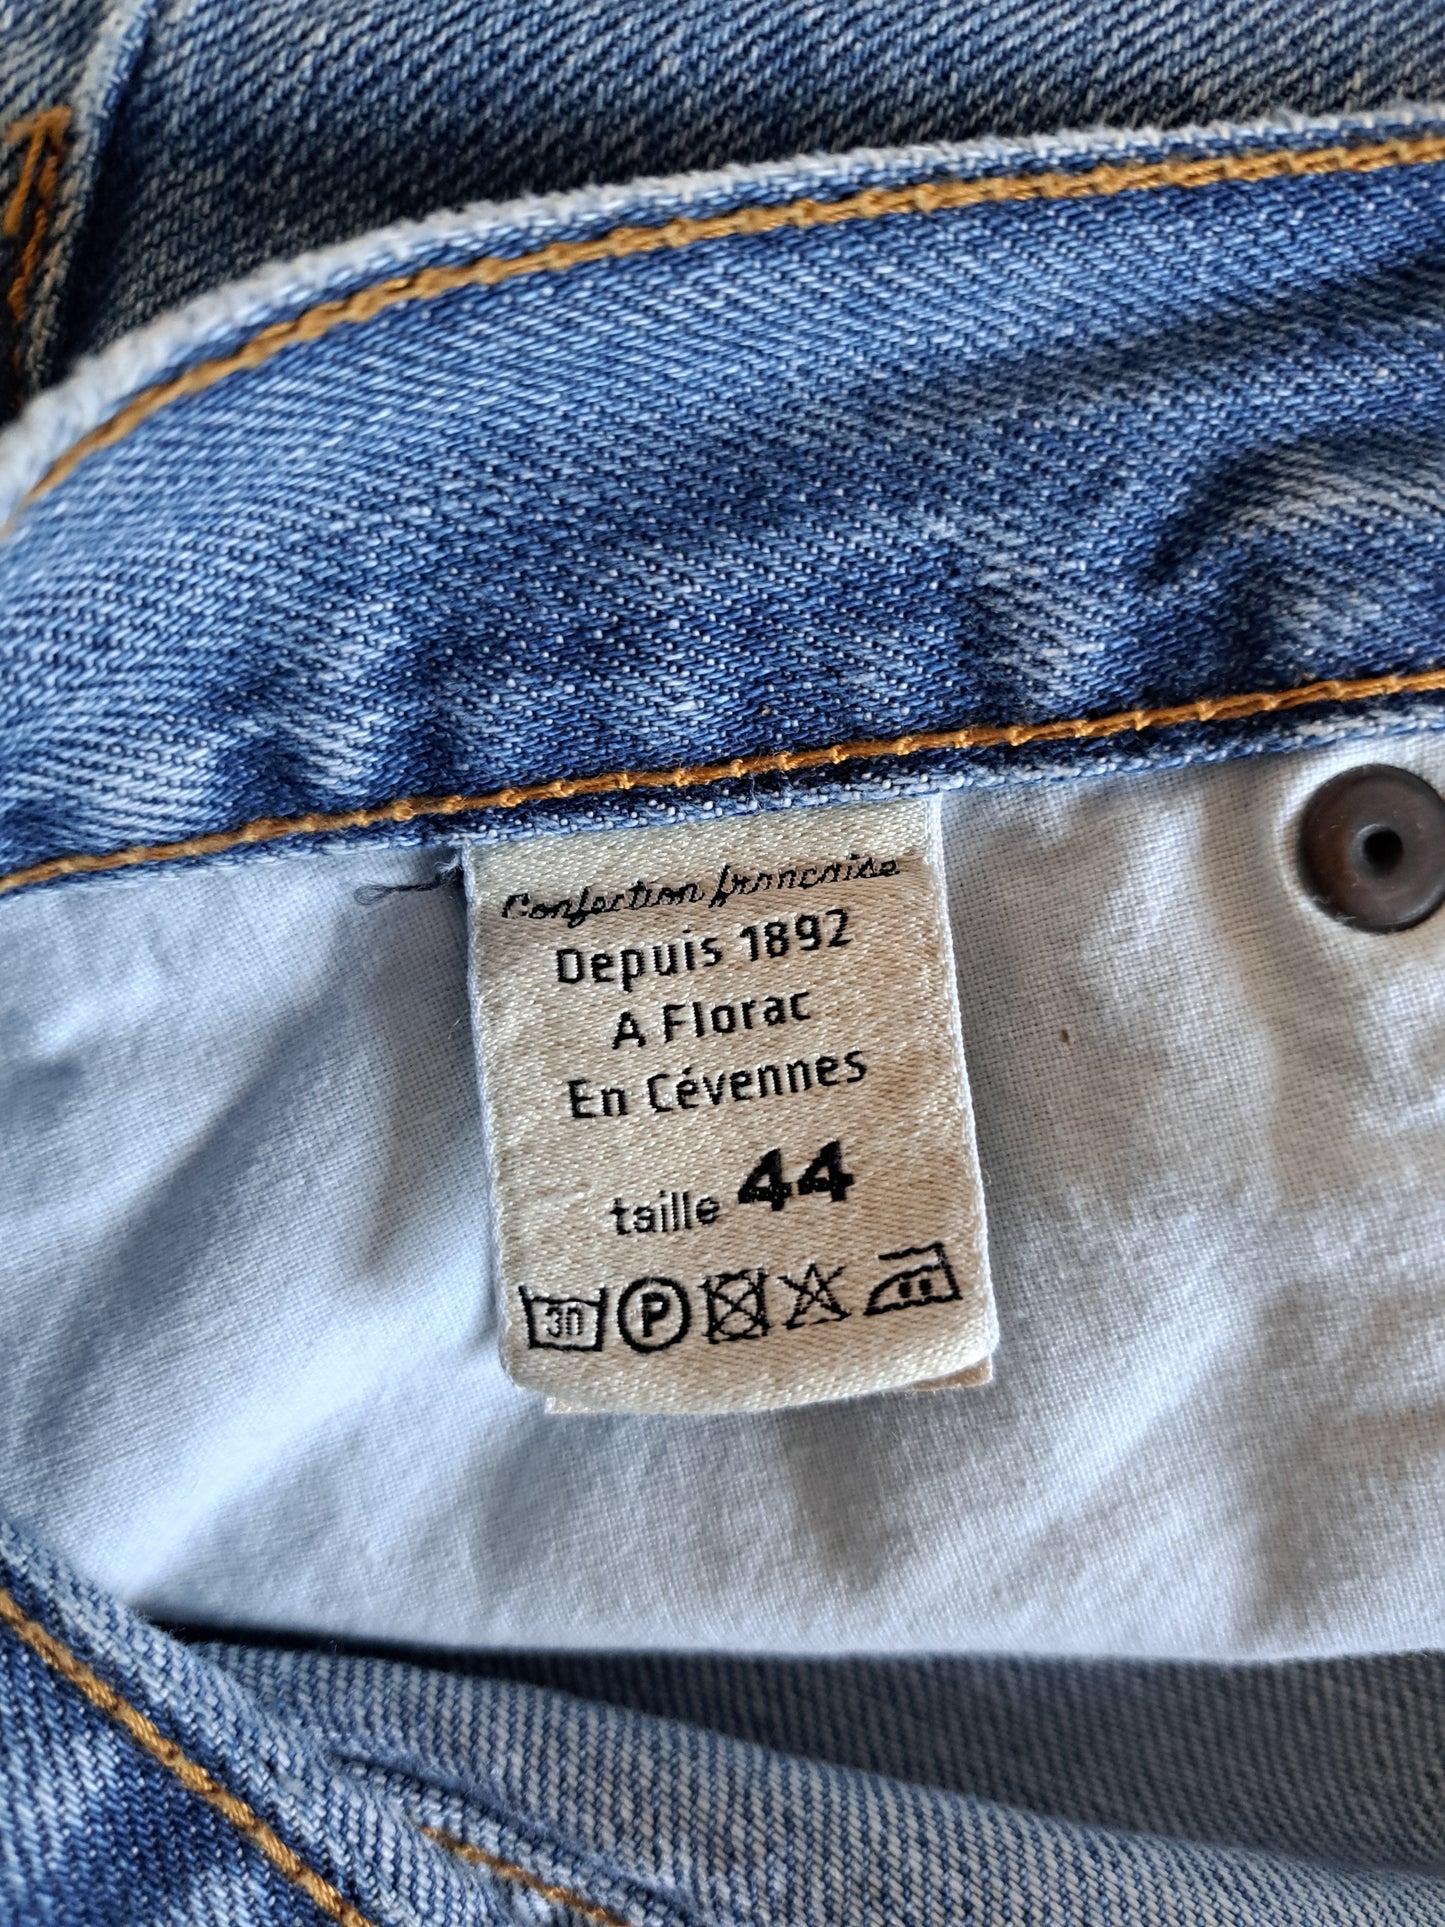 Confection française
Depuis 1892
A Florac
En Cévennes
taille 44
30 P